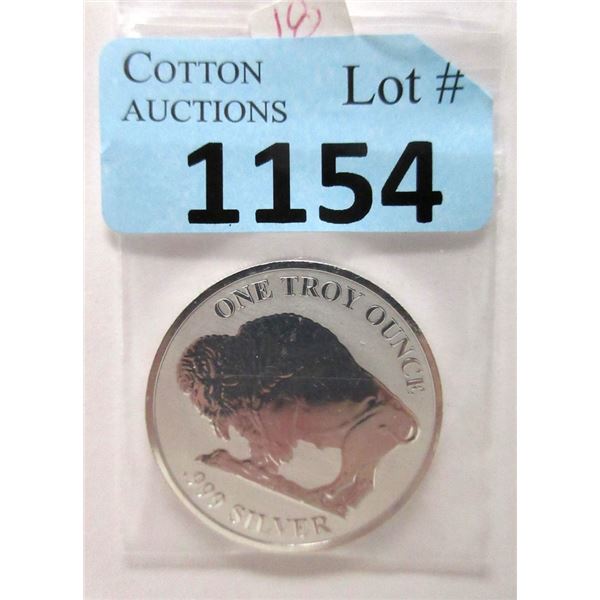 COTTON
AUCTIONS
Lot #
1154
ONE TROY OUNCE
.999 SILVER